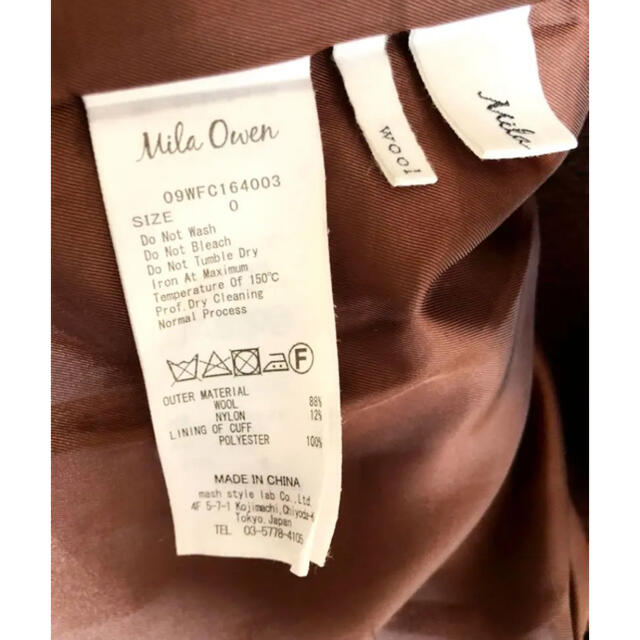 Mila Owen
09WFC164003
SIZE 0
Do Not Wash
Do Not Bleach
Do Not Tumble Dry
Iron At Maximum
Temperature Of 150℃
Prof.Dry Cleaning
Normal Process
F
OUTER MATERIAL
WOOL 88%
NYLON 12%
LINING OF CUFF
POLYESTER 100%
MADE IN CHINA
mash style lab Co.,Ltd.
4F 5-7-1 Kojimachi,Chiyoda-K
Tokyo,Japan
TEL 03-5778-4105
wool
Mila